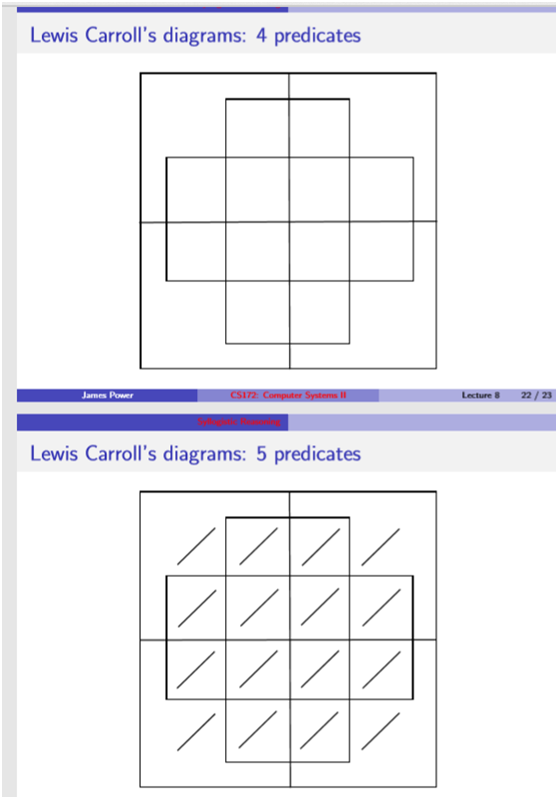 Lewis Carroll's diagrams: 4 predicates
James Power CS172: Computer Systems II Lecture 8 22 / 23
Syllogistic Reasoning
Lewis Carroll's diagrams: 5 predicates